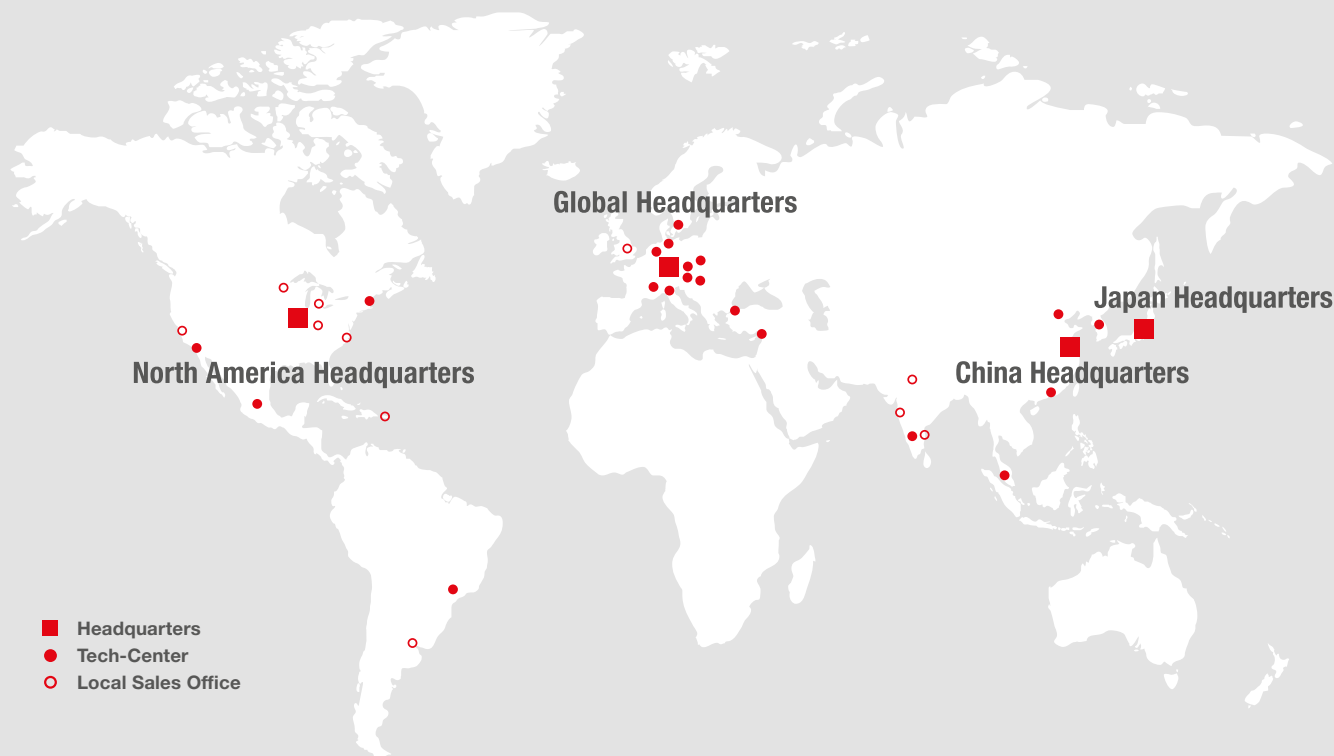 Global Headquarters
Japan Headquarters
North America Headquarters
China Headquarters
Headquarters
Tech-Center
Local Sales Office